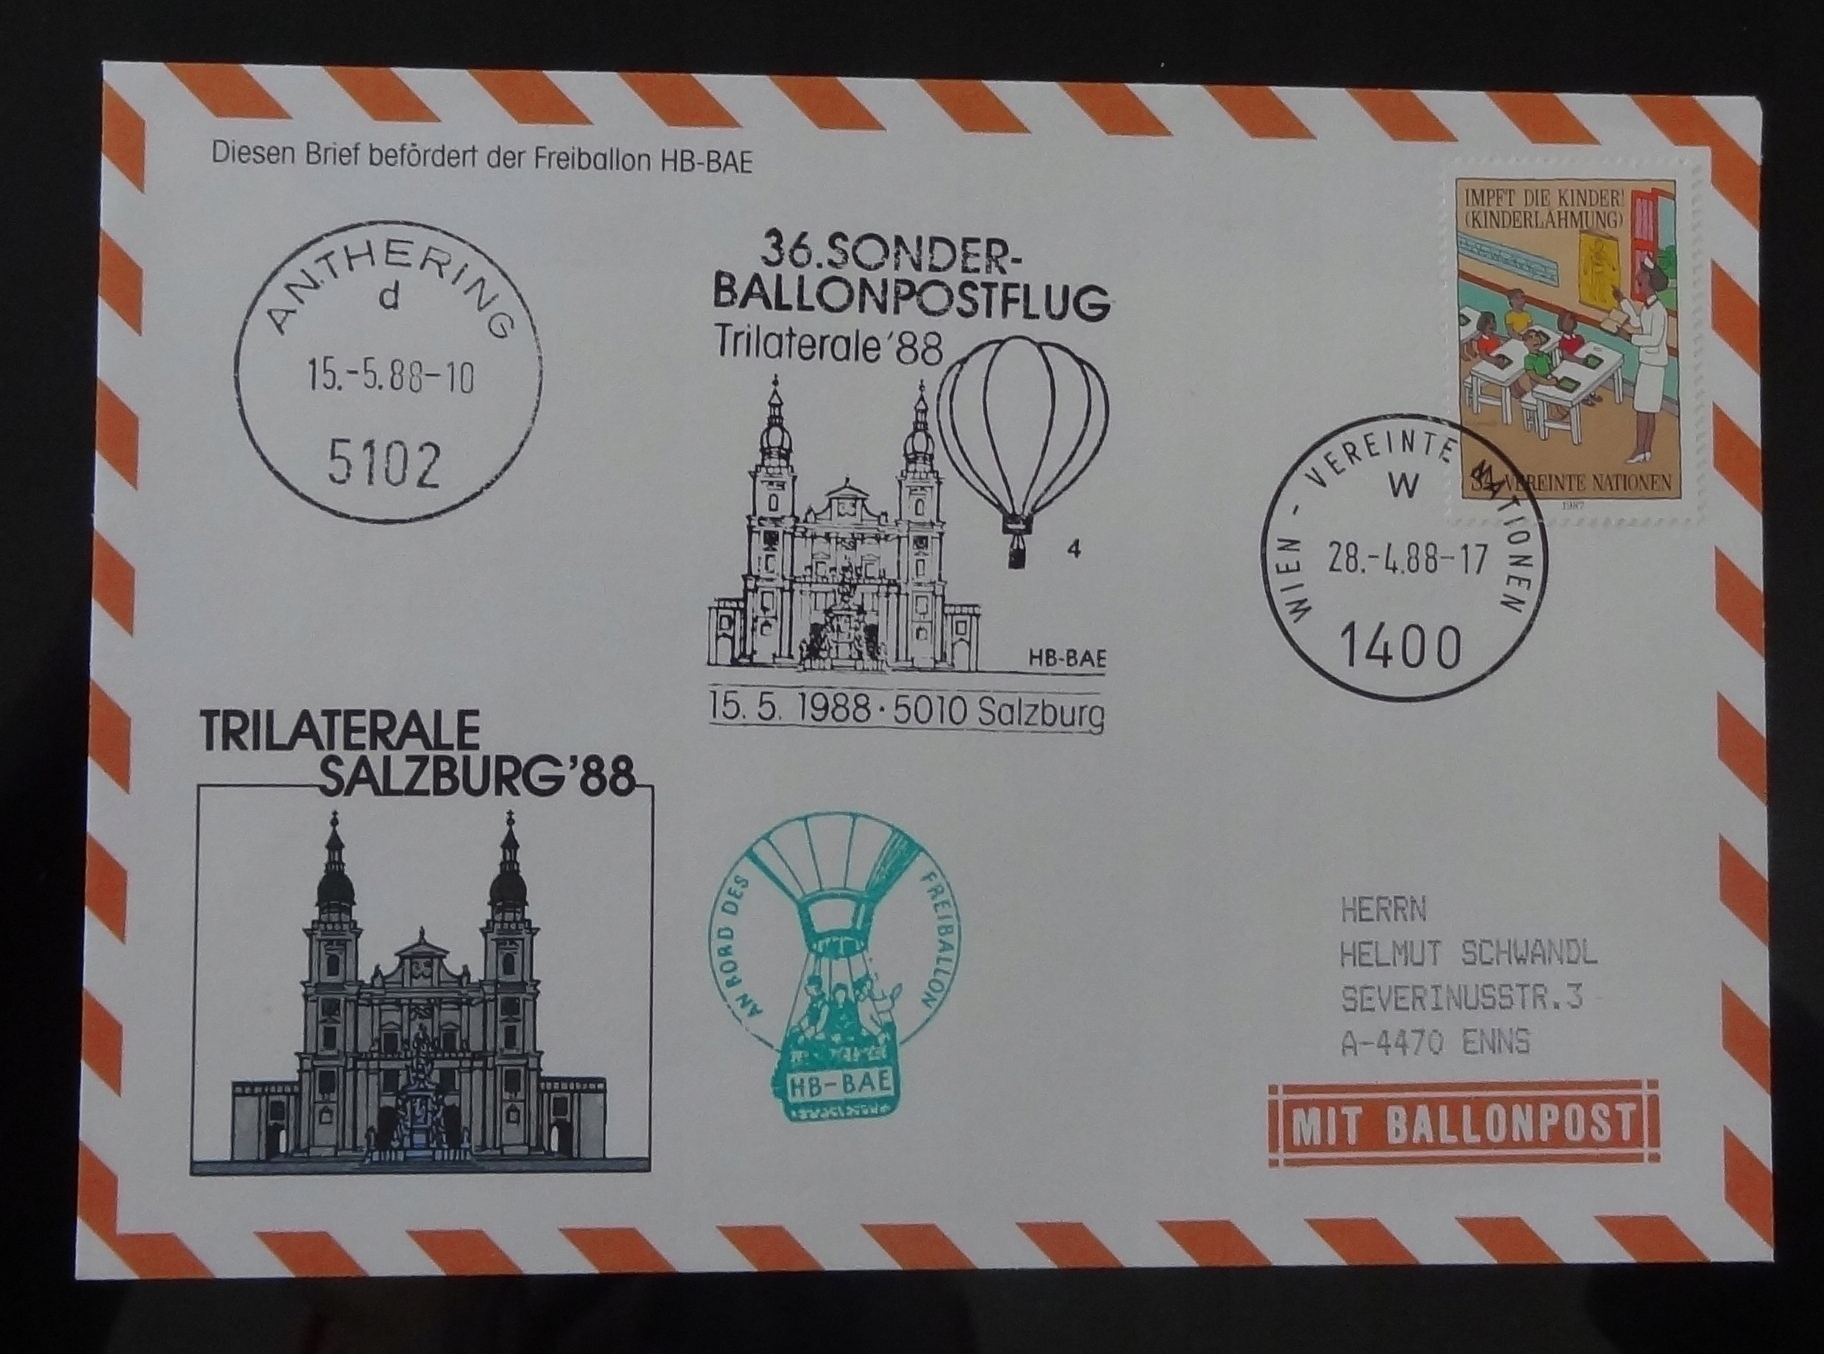 Diesen Brief befördert der Freiballon HB-BAE
ANTHERING
d
15.-5.88-10
5102
36.SONDER-
BALLONPOSTFLUG
Trilaterale '88
4
HB-BAE
15. 5. 1988 · 5010 Salzburg
IMPFT DIE KINDER!
(KINDERLÄHMUNG)
VEREINTE NATIONEN
1987
WIEN - VEREINTE NATIONEN
W
28.-4.88-17
1400
TRILATERALE
SALZBURG'88
AN BORD DES FREIBALLON
HB-BAE
HERRN
HELMUT SCHWANDL
SEVERINUSSTR.3
A-4470 ENNS
MIT BALLONPOST